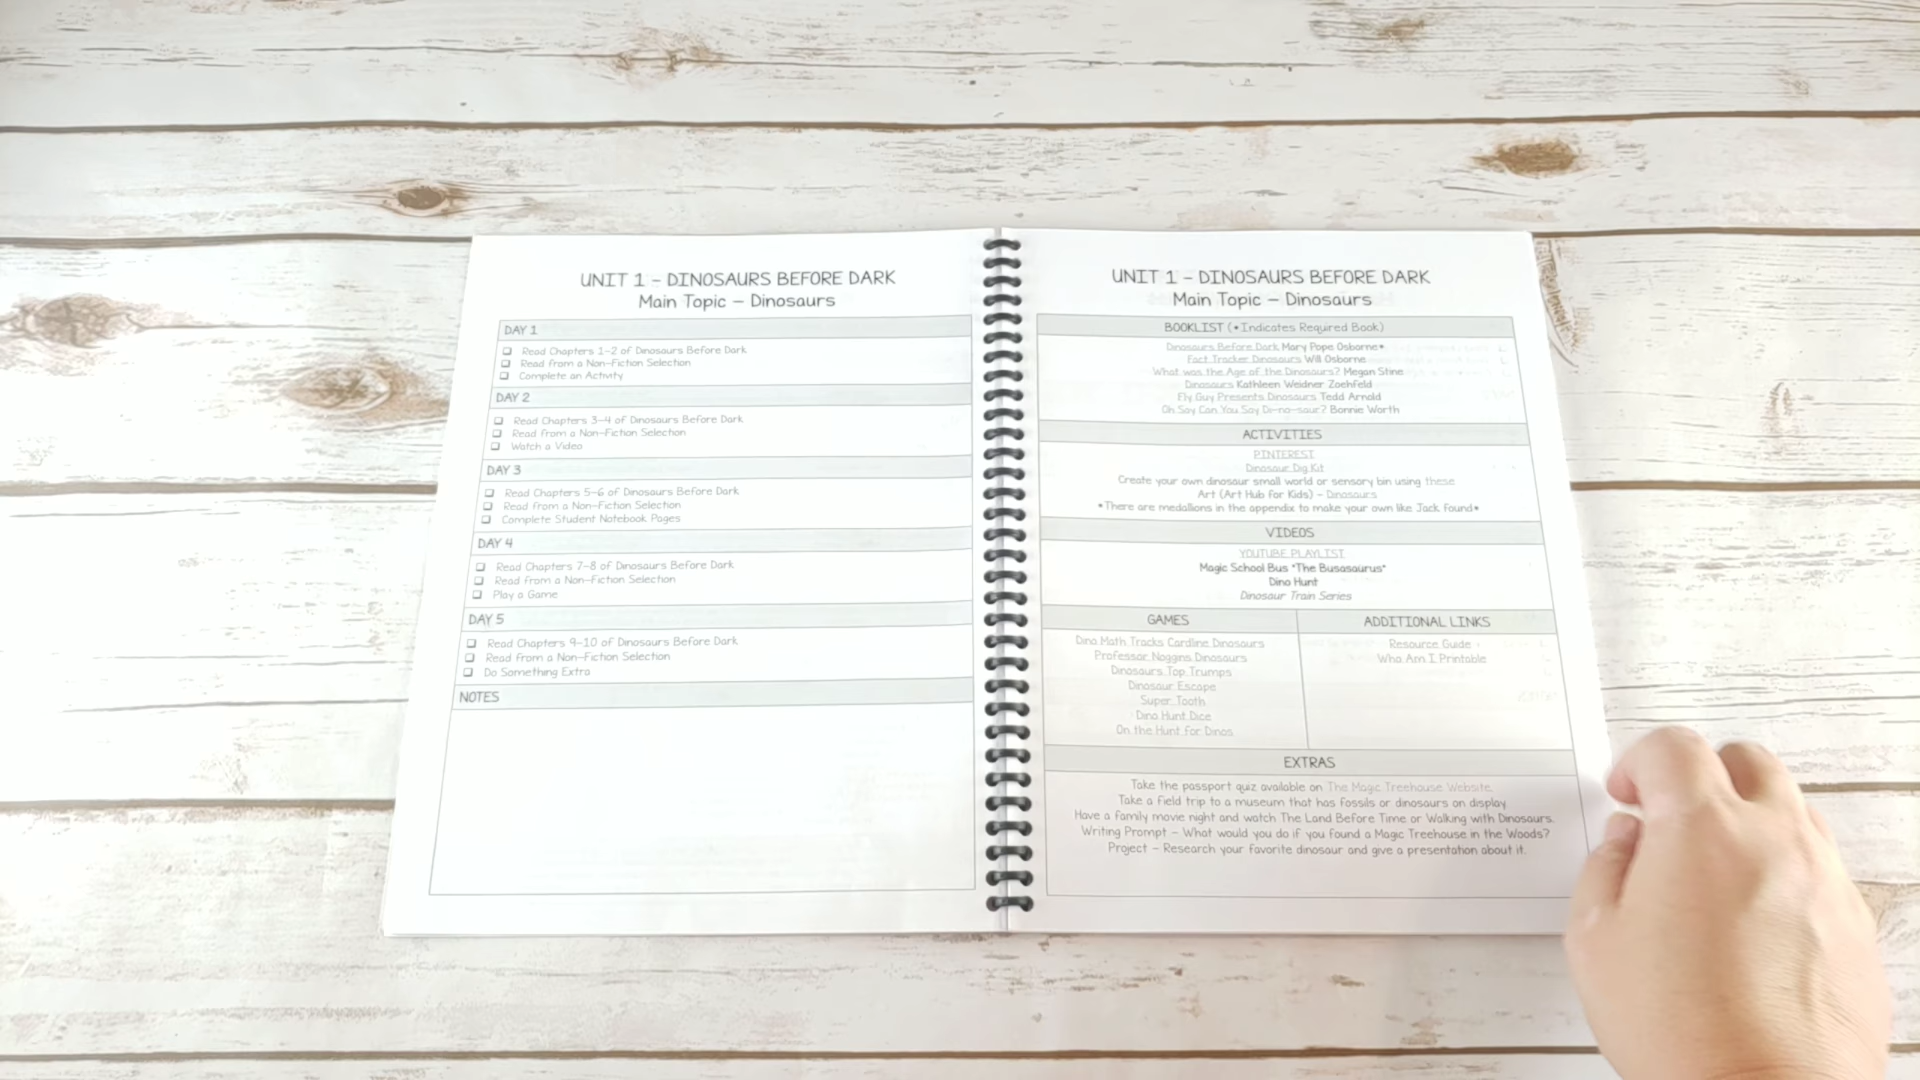 UNIT 1 – DINOSAURS BEFORE DARK
Main Topic – Dinosaurs
DAY 1
Read Chapters 1–2 of Dinosaurs Before Dark
Read from a Non-Fiction Selection
Complete an Activity
DAY 2
Read Chapters 3–4 of Dinosaurs Before Dark
Read from a Non-Fiction Selection
Watch a Video
DAY 3
Read Chapters 5–6 of Dinosaurs Before Dark
Read from a Non-Fiction Selection
Complete Student Notebook Pages
DAY 4
Read Chapters 7–8 of Dinosaurs Before Dark
Read from a Non-Fiction Selection
Play a Game
DAY 5
Read Chapters 9–10 of Dinosaurs Before Dark
Read from a Non-Fiction Selection
Do Something Extra
NOTES
UNIT 1 – DINOSAURS BEFORE DARK
Main Topic – Dinosaurs
BOOKLIST (*Indicates Required Book)
Dinosaurs Before Dark Mary Pope Osborne*
Fact Tracker Dinosaurs Will Osborne
What was the Age of the Dinosaurs? Megan Stine
Dinosaurs Kathleen Weidner Zoehfeld
Fly Guy Presents Dinosaurs Tedd Arnold
Oh Say Can You Say Di-no-saur? Bonnie Worth
ACTIVITIES
PINTEREST
Dinosaur Dig Kit
Create your own dinosaur small world or sensory bin using these
Art (Art Hub for Kids) – Dinosaurs
*There are medallions in the appendix to make your own like Jack found*
VIDEOS
YOUTUBE PLAYLIST
Magic School Bus "The Busasaurus"
Dino Hunt
Dinosaur Train Series
GAMES
Dino Math Tracks Cardline Dinosaurs
Professor Noggins Dinosaurs
Dinosaurs Top Trumps
Dinosaur Escape
Super Tooth
Dino Hunt Dice
On the Hunt for Dinos
ADDITIONAL LINKS
Resource Guide
Who Am I Printable
EXTRAS
Take the passport quiz available on The Magic Treehouse Website.
Take a field trip to a museum that has fossils or dinosaurs on display
Have a family movie night and watch The Land Before Time or Walking with Dinosaurs.
Writing Prompt – What would you do if you found a Magic Treehouse in the Woods?
Project – Research your favorite dinosaur and give a presentation about it.